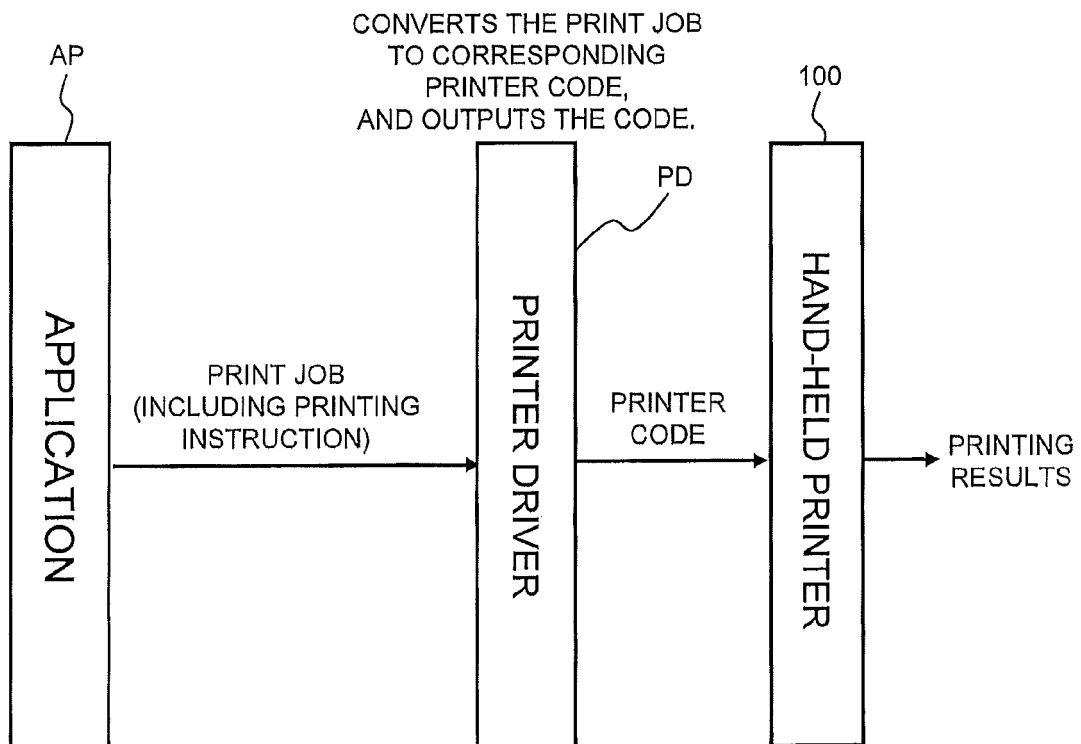 CONVERTS THE PRINT JOB
TO CORRESPONDING
PRINTER CODE,
AND OUTPUTS THE CODE.
AP
100
PD
APPLICATION
PRINT JOB
(INCLUDING PRINTING
INSTRUCTION)
PRINTER DRIVER
PRINTER
CODE
HAND-HELD PRINTER
PRINTING
RESULTS